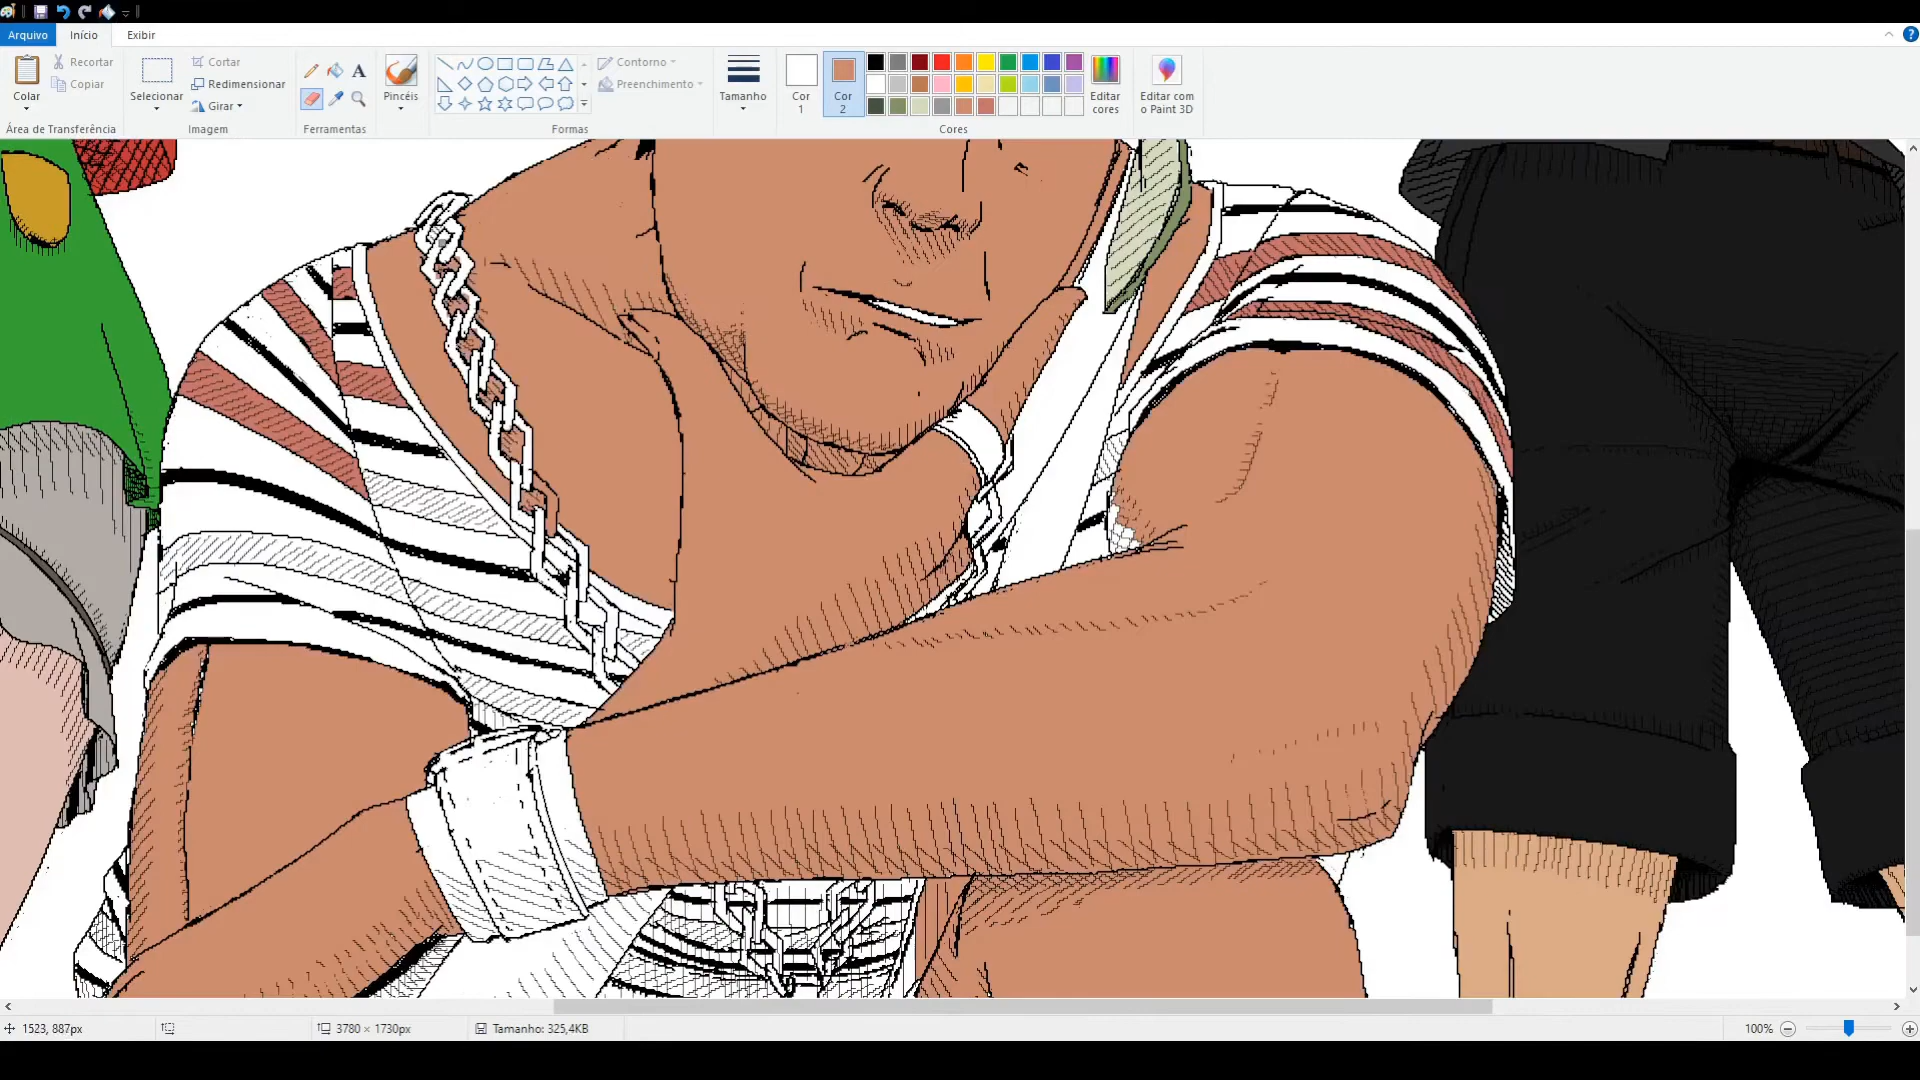 Arquivo Início Exibir
Colar
Recortar
Copiar
Área de Transferência
Selecionar
Cortar
Redimensionar
Girar
Imagem
A
Ferramentas
Pincéis
Contorno
Preenchimento
Formas
Tamanho
Cor 1
Cor 2
Editar cores
Cores
Editar com o Paint 3D
1523, 887px
3780 × 1730px
Tamanho: 325,4KB
100%